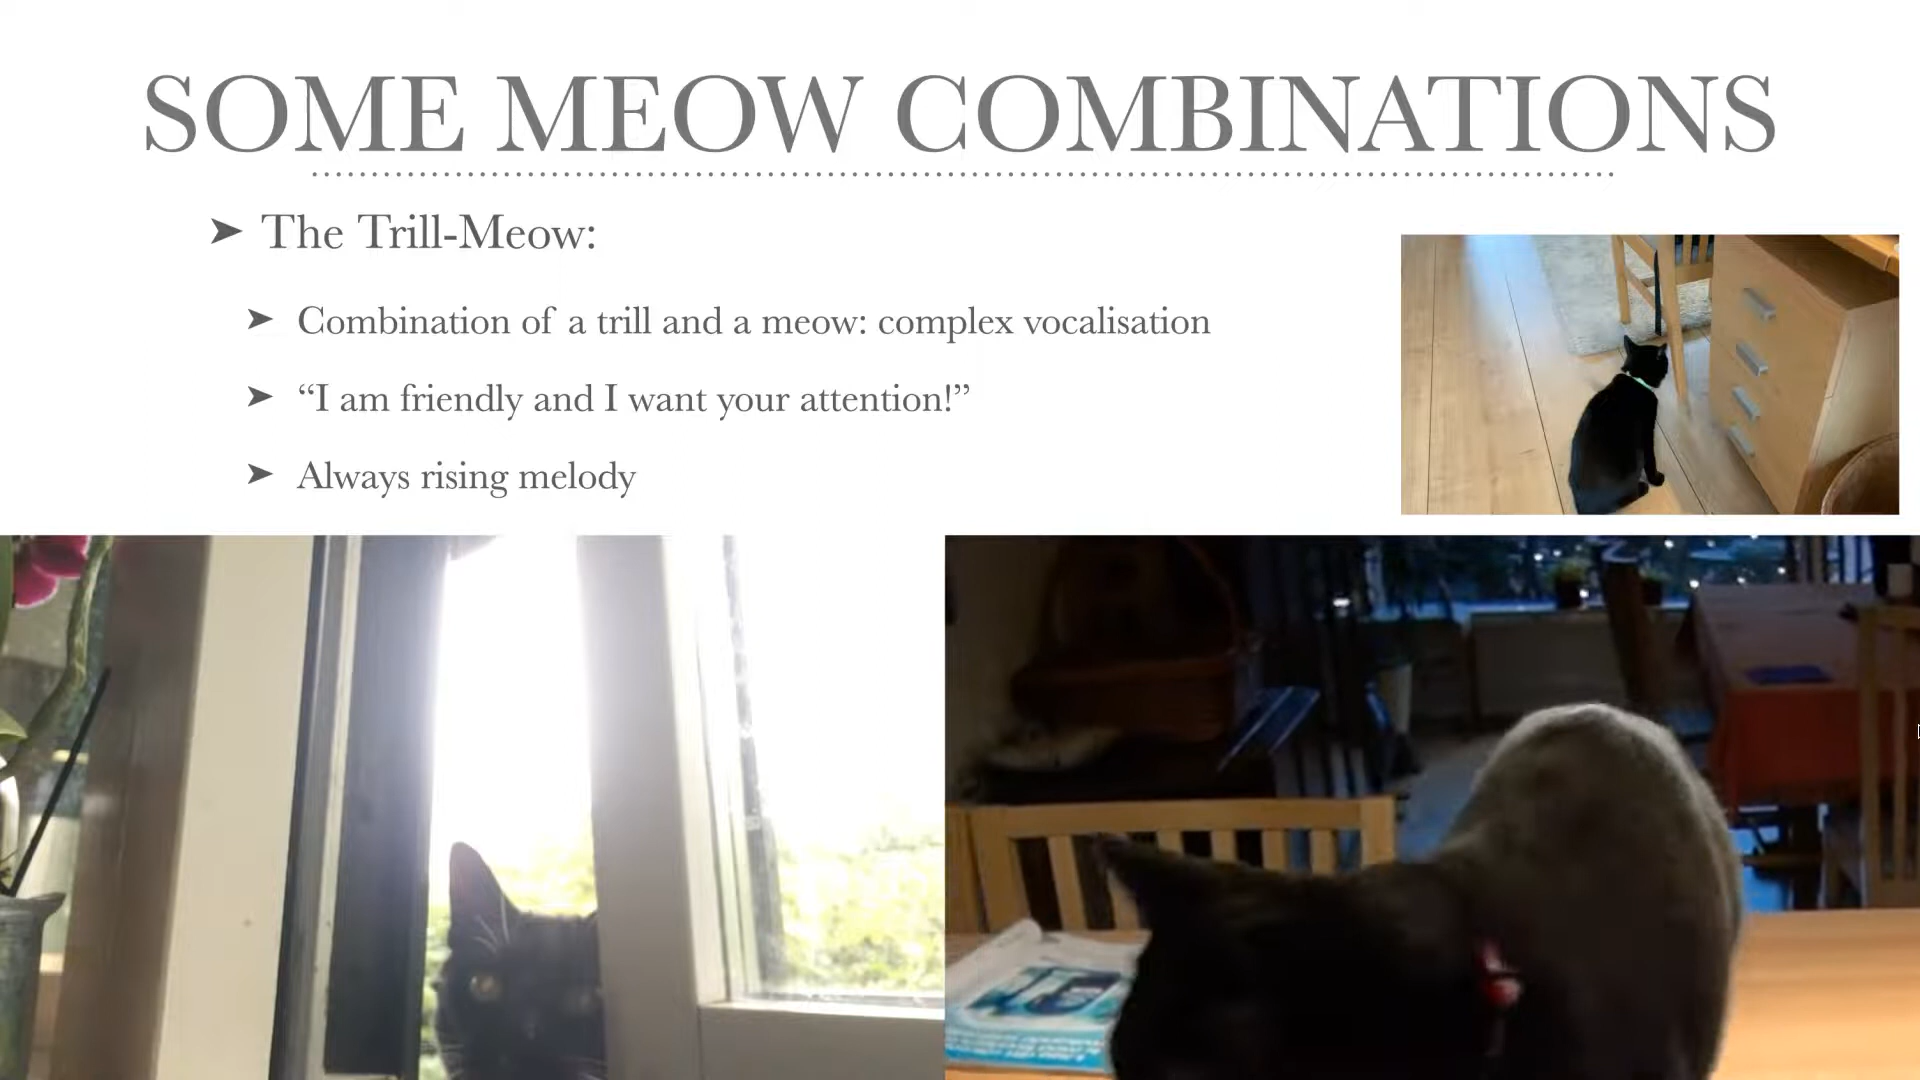 SOME MEOW COMBINATIONS
➤ The Trill-Meow:
➤ Combination of a trill and a meow: complex vocalisation
➤ “I am friendly and I want your attention!”
➤ Always rising melody